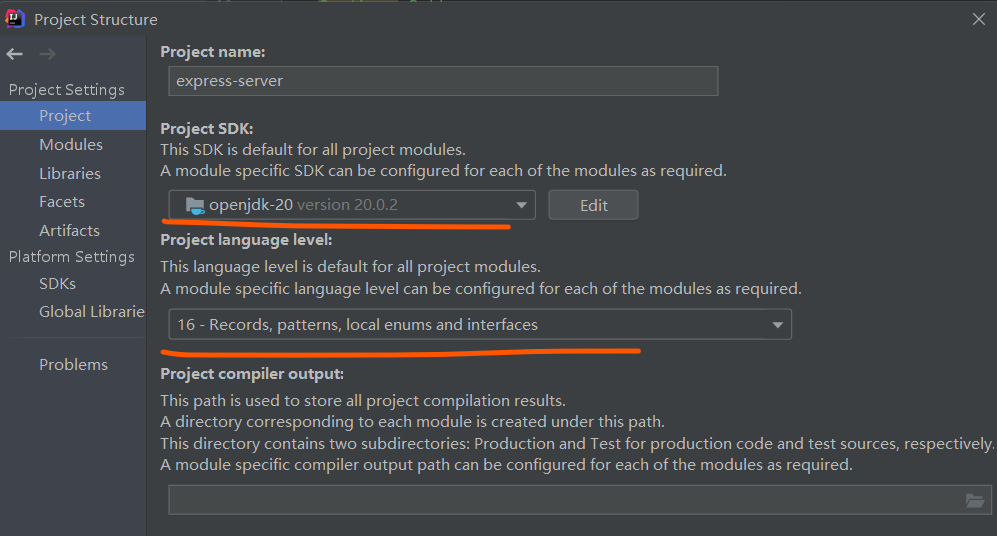 Project Structure
Project Settings
Project
Modules
Libraries
Facets
Artifacts
Platform Settings
SDKs
Global Librarie
Problems
Project name:
express-server
Project SDK:
This SDK is default for all project modules.
A module specific SDK can be configured for each of the modules as required.
openjdk-20 version 20.0.2
Edit
Project language level:
This language level is default for all project modules.
A module specific language level can be configured for each of the modules as required.
16 - Records, patterns, local enums and interfaces
Project compiler output:
This path is used to store all project compilation results.
A directory corresponding to each module is created under this path.
This directory contains two subdirectories: Production and Test for production code and test sources, respectively.
A module specific compiler output path can be configured for each of the modules as required.